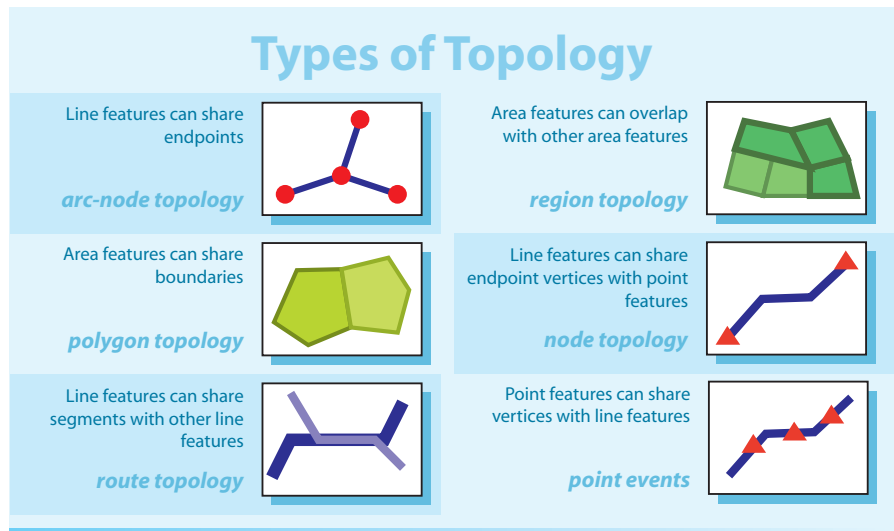 Types of Topology
Line features can share
endpoints
arc-node topology
Area features can share
boundaries
polygon topology
Line features can share
segments with other line
features
route topology
Area features can overlap
with other area features
region topology
Line features can share
endpoint vertices with point
features
node topology
Point features can share
vertices with line features
point events